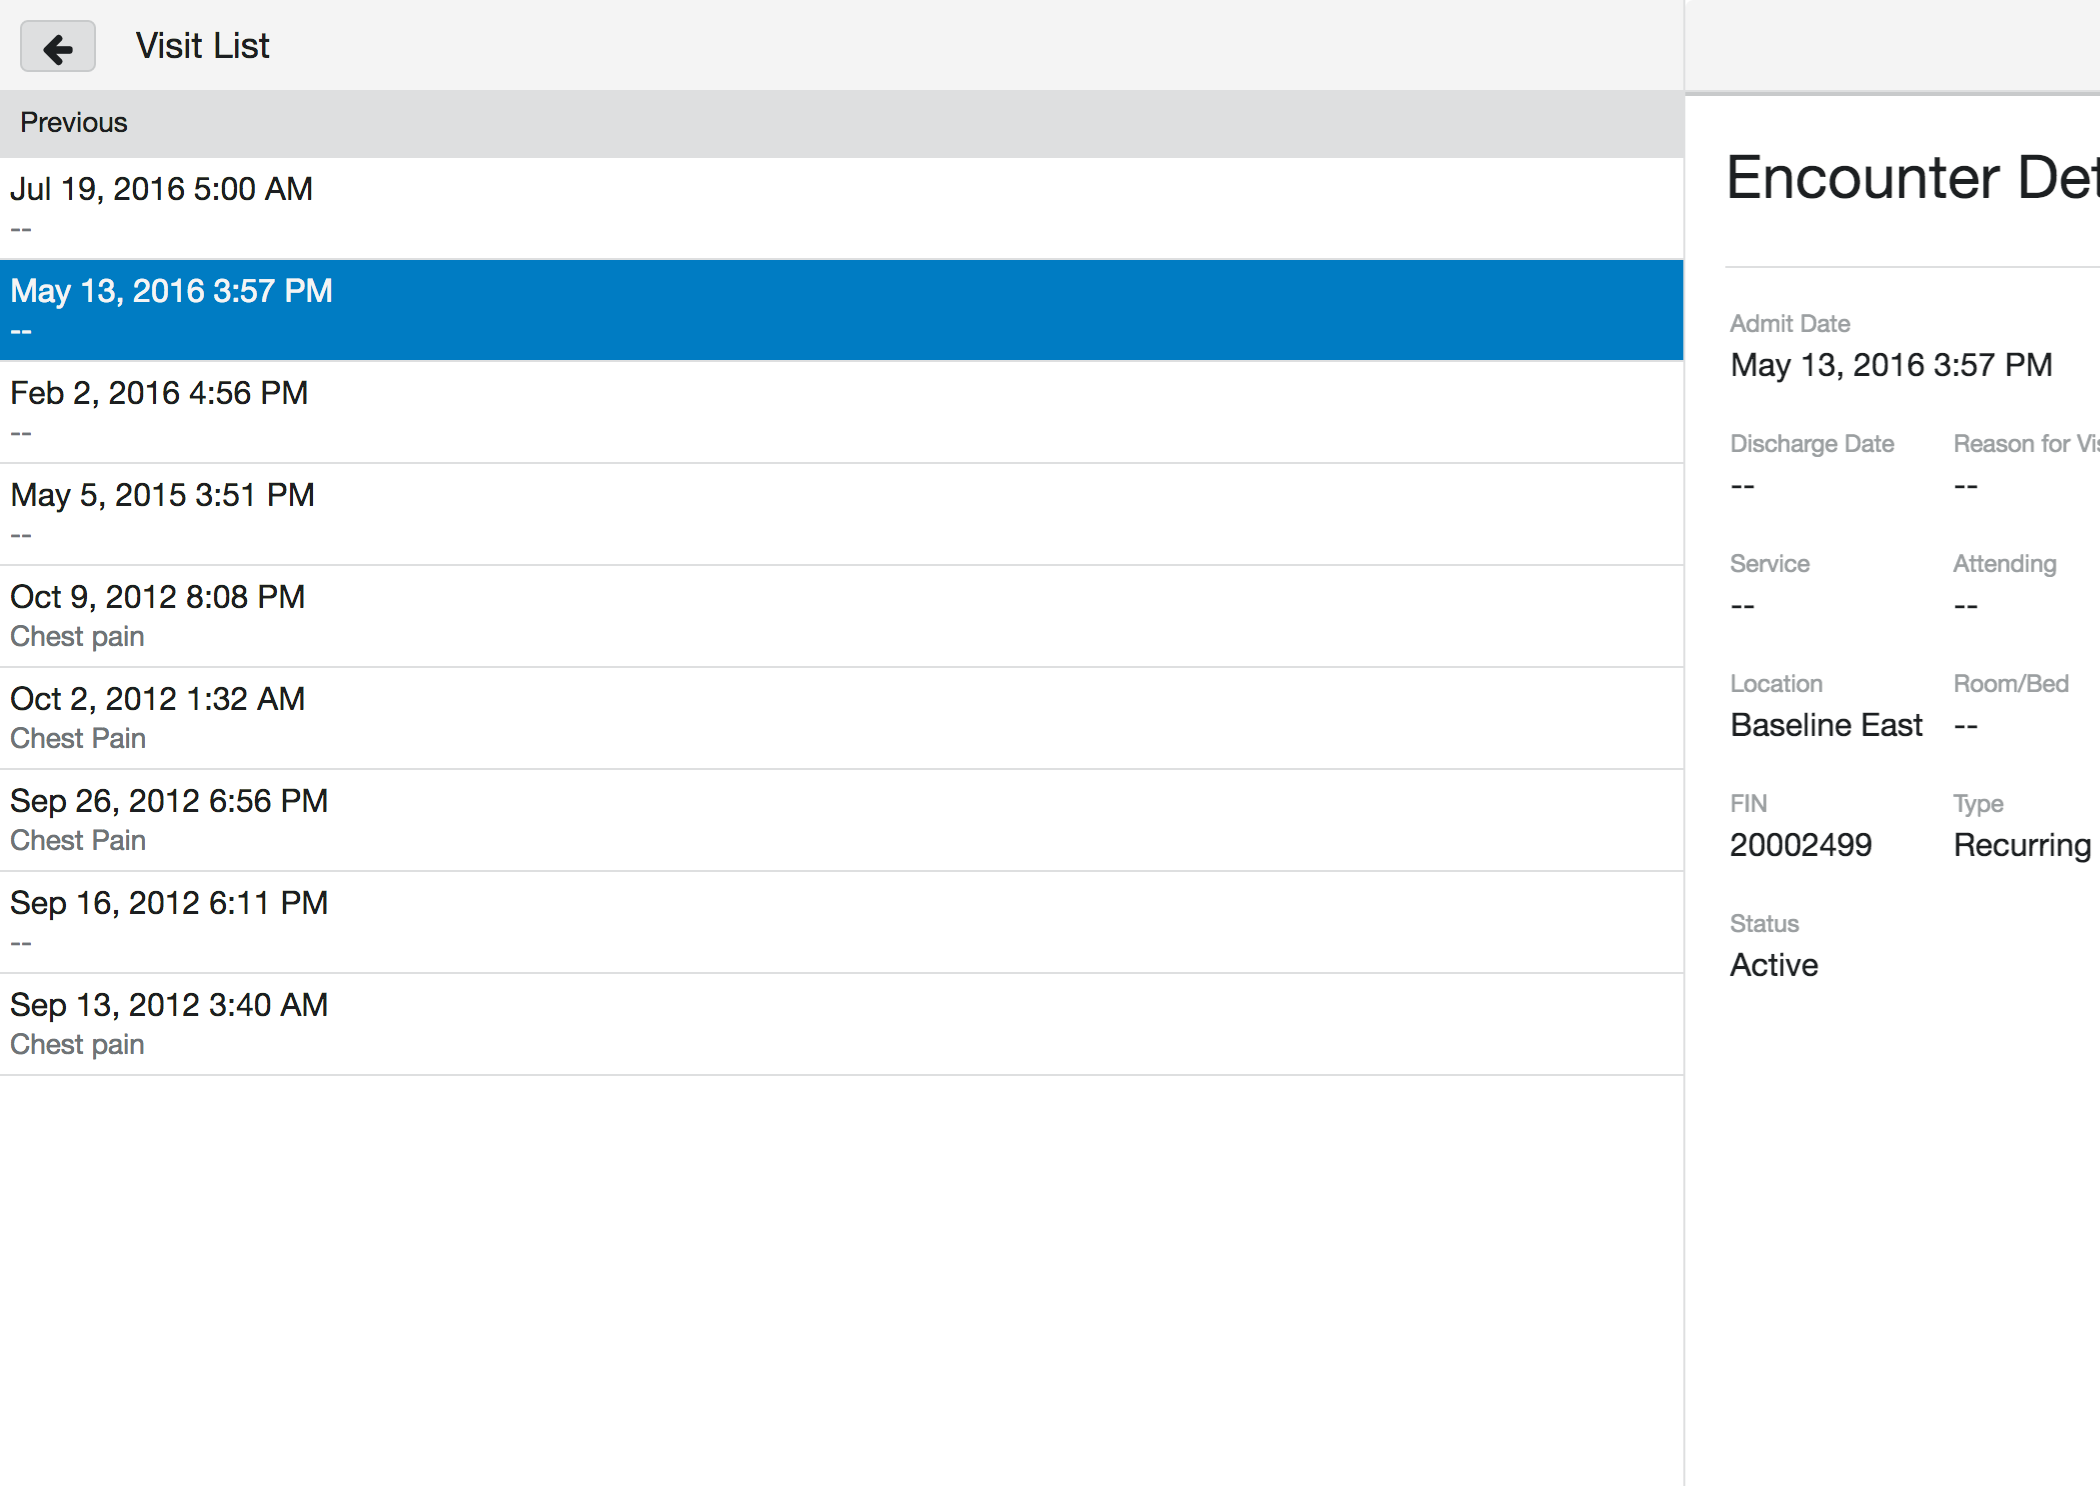 Visit List
Previous
Jul 19, 2016 5:00 AM
--
May 13, 2016 3:57 PM
--
Feb 2, 2016 4:56 PM
--
May 5, 2015 3:51 PM
--
Oct 9, 2012 8:08 PM
Chest pain
Oct 2, 2012 1:32 AM
Chest Pain
Sep 26, 2012 6:56 PM
Chest Pain
Sep 16, 2012 6:11 PM
--
Sep 13, 2012 3:40 AM
Chest pain
Encounter Det
Admit Date
May 13, 2016 3:57 PM
Discharge Date Reason for Vis
-- --
Service Attending
-- --
Location Room/Bed
Baseline East --
FIN Type
20002499 Recurring
Status
Active